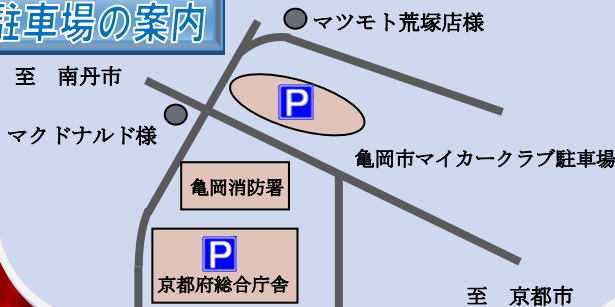 駐車場の案内
マツモト荒塚店様
至 南丹市
P
マクドナルド様
亀岡市マイカークラブ駐車場
亀岡消防署
P
京都府総合庁舎
至 京都市